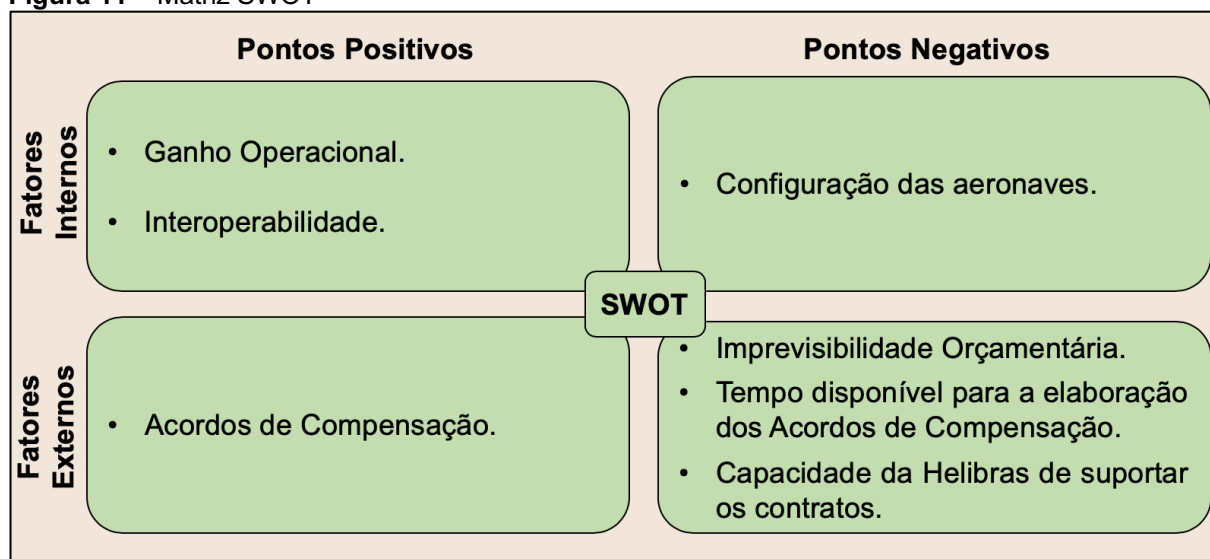 Pontos Positivos
Pontos Negativos
Fatores
Internos
• Ganho Operacional.
• Interoperabilidade.
• Configuração das aeronaves.
SWOT
Fatores
Externos
• Acordos de Compensação.
• Imprevisibilidade Orçamentária.
• Tempo disponível para a elaboração
dos Acordos de Compensação.
• Capacidade da Helibras de suportar
os contratos.